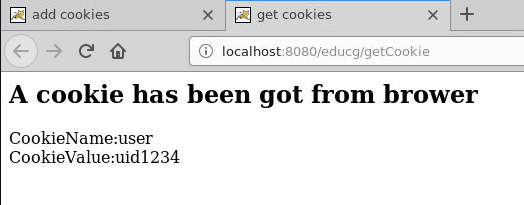 add cookies
get cookies
localhost:8080/educg/getCookie
A cookie has been got from brower
CookieName:user
CookieValue:uid1234